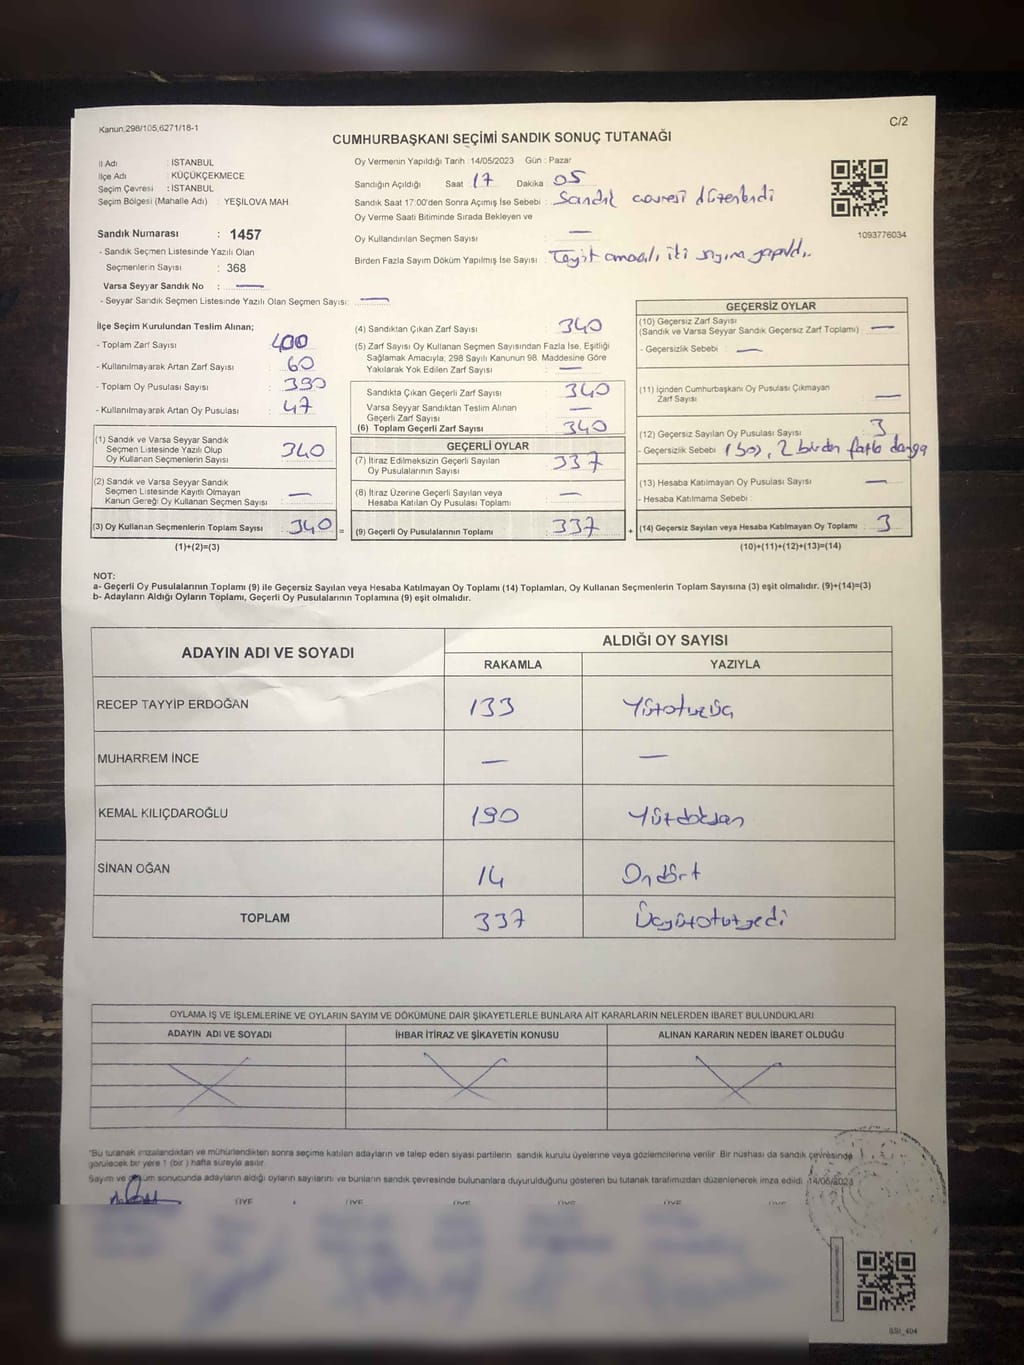 Kanun,298/105,6271/18-1
C/2
CUMHURBAŞKANI SEÇİMİ SANDIK SONUÇ TUTANAĞI
İl Adı : İSTANBUL
İlçe Adı : KÜÇÜKÇEKMECE
Seçim Çevresi : İSTANBUL
Seçim Bölgesi (Mahalle Adı) : YEŞİLOVA MAH.
Sandık Numarası : 1457
- Sandık Seçmen Listesinde Yazılı Olan
Seçmenlerin Sayısı : 368
Varsa Seyyar Sandık No : —
- Seyyar Sandık Seçmen Listesinde Yazılı Olan Seçmen Sayısı: —
Oy Vermenin Yapıldığı Tarih :14/05/2023 Gün : Pazar
Sandığın Açıldığı Saat 17 Dakika 05
Sandık Saat 17:00'den Sonra Açımış İse Sebebi : Sandık çevresi düzenlendi
Oy Verme Saati Bitiminde Sırada Bekleyen ve
Oy Kullandırılan Seçmen Sayısı : —
Birden Fazla Sayım Döküm Yapılmış İse Sayısı : Teyit amaçlı iki sayım yapıldı.
1093776034
İlçe Seçim Kurulundan Teslim Alınan;
- Toplam Zarf Sayısı : 400
- Kullanılmayarak Artan Zarf Sayısı : 60
- Toplam Oy Pusulası Sayısı : 390
- Kullanılmayarak Artan Oy Pusulası : 47
(1) Sandık ve Varsa Seyyar Sandık
Seçmen Listesinde Yazılı Olup
Oy Kullanan Seçmenlerin Sayısı : 340
(2) Sandık ve Varsa Seyyar Sandık
Seçmen Listesinde Kayıtlı Olmayan
Kanun Gereği Oy Kullanan Seçmen Sayısı : —
(3) Oy Kullanan Seçmenlerin Toplam Sayısı : 340 =
(1)+(2)=(3)
(4) Sandıktan Çıkan Zarf Sayısı : 340
(5) Zarf Sayısı Oy Kullanan Seçmen Sayısından Fazla İse, Eşitliği
Sağlamak Amacıyla; 298 Sayılı Kanunun 98. Maddesine Göre
Yakılarak Yok Edilen Zarf Sayısı : —
Sandıkta Çıkan Geçerli Zarf Sayısı : 340
Varsa Seyyar Sandıktan Teslim Alınan
Geçerli Zarf Sayısı : —
(6) Toplam Geçerli Zarf Sayısı : 340
GEÇERLİ OYLAR
(7) İtiraz Edilmeksizin Geçerli Sayılan
Oy Pusulalarının Sayısı : 337
(8) İtiraz Üzerine Geçerli Sayılan veya
Hesaba Katılan Oy Pusulalarının Toplamı : —
(9) Geçerli Oy Pusulalarının Toplamı : 337 +
GEÇERSİZ OYLAR
(10) Geçersiz Zarf Sayısı :
(Sandık ve Varsa Seyyar Sandık Geçersiz Zarf Toplamı) —
- Geçersizlik Sebebi : —
(11) İçinden Cumhurbaşkanı Oy Pusulası Çıkmayan
Zarf Sayısı : —
(12) Geçersiz Sayılan Oy Pusulası Sayısı : 3
- Geçersizlik Sebebi 1 boş, 2 birden fazla damga
(13) Hesaba Katılmayan Oy Pusulası Sayısı : —
- Hesaba Katılmama Sebebi :
(14) Geçersiz Sayılan veya Hesaba Katılmayan Oy Toplamı : 3
(10)+(11)+(12)+(13)=(14)
NOT:
a- Geçerli Oy Pusulalarının Toplamı (9) ile Geçersiz Sayılan veya Hesaba Katılmayan Oy Toplamı (14) Toplamları, Oy Kullanan Seçmenlerin Toplam Sayısına (3) eşit olmalıdır. (9)+(14)=(3)
b- Adayların Aldığı Oyların Toplamı, Geçerli Oy Pusulalarının Toplamına (9) eşit olmalıdır.
ADAYIN ADI VE SOYADI
ALDIĞI OY SAYISI
RAKAMLA YAZIYLA
RECEP TAYYİP ERDOĞAN 133 Yüzotuzüç
MUHARREM İNCE — —
KEMAL KILIÇDAROĞLU 190 Yüzdoksan
SİNAN OĞAN 14 Ondört
TOPLAM 337 Üçyüzotuzyedi
OYLAMA İŞ VE İŞLEMLERİNE VE OYLARIN SAYIM VE DÖKÜMÜNE DAİR ŞİKAYETLERLE BUNLARA AİT KARARLARIN NELERDEN İBARET BULUNDUKLARI
ADAYIN ADI VE SOYADI İHBAR İTİRAZ VE ŞİKAYETİN KONUSU ALINAN KARARIN NEDEN İBARET OLDUĞU
*Bu tutanak imzalandıktan ve mühürlendikten sonra seçime katılan adayların ve talep eden siyasi partilerin sandık kurulu üyelerine veya gözlemcilerine verilir. Bir nüshası da sandık çevresinde
görülecek bir yere 1 (bir) hafta süreyle asılır.
Sayım ve döküm sonucunda adayların aldığı oyların sayılarını ve bunların sandık çevresinde bulunanlara duyurulduğunu gösteren bu tutanak tarafımızdan düzenlenerek imza edildi. 14/05/2023
ÜYE ÜYE ÜYE ÜYE ÜYE ÜYE
SSI_404